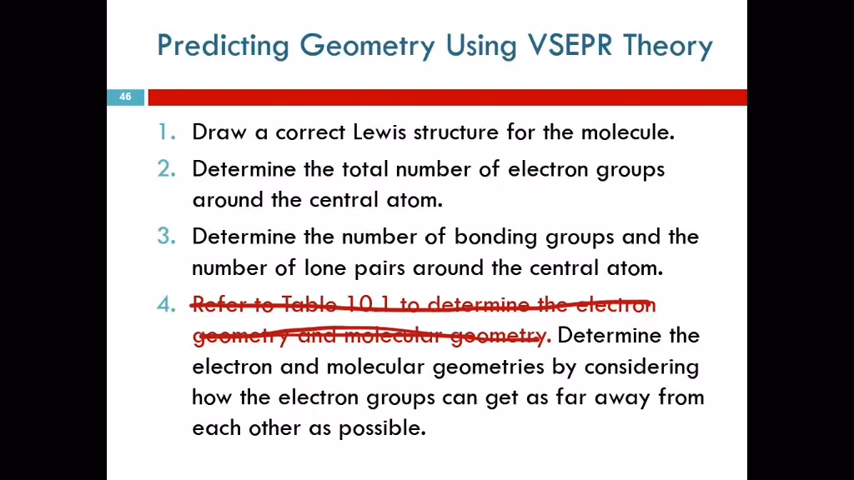 Predicting Geometry Using VSEPR Theory
46
1. Draw a correct Lewis structure for the molecule.
2. Determine the total number of electron groups
around the central atom.
3. Determine the number of bonding groups and the
number of lone pairs around the central atom.
4. Refer to Table 10.1 to determine the electron
geometry and molecular geometry. Determine the
electron and molecular geometries by considering
how the electron groups can get as far away from
each other as possible.